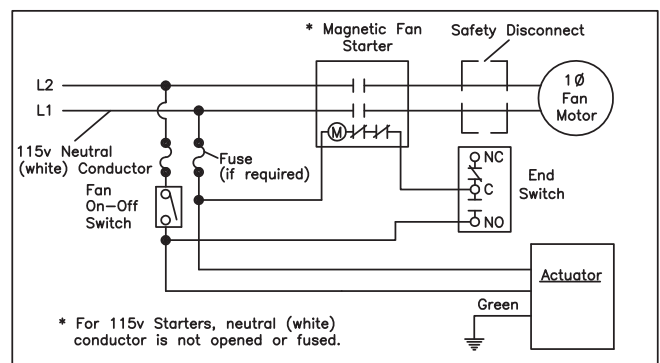 * Magnetic Fan
Starter
Safety Disconnect
L2
L1
1Ø
Fan
Motor
M
115v Neutral
(white) Conductor
Fuse
(if required)
NC
C
NO
End
Switch
Fan
On-Off
Switch
Actuator
Green
* For 115v Starters, neutral (white)
conductor is not opened or fused.